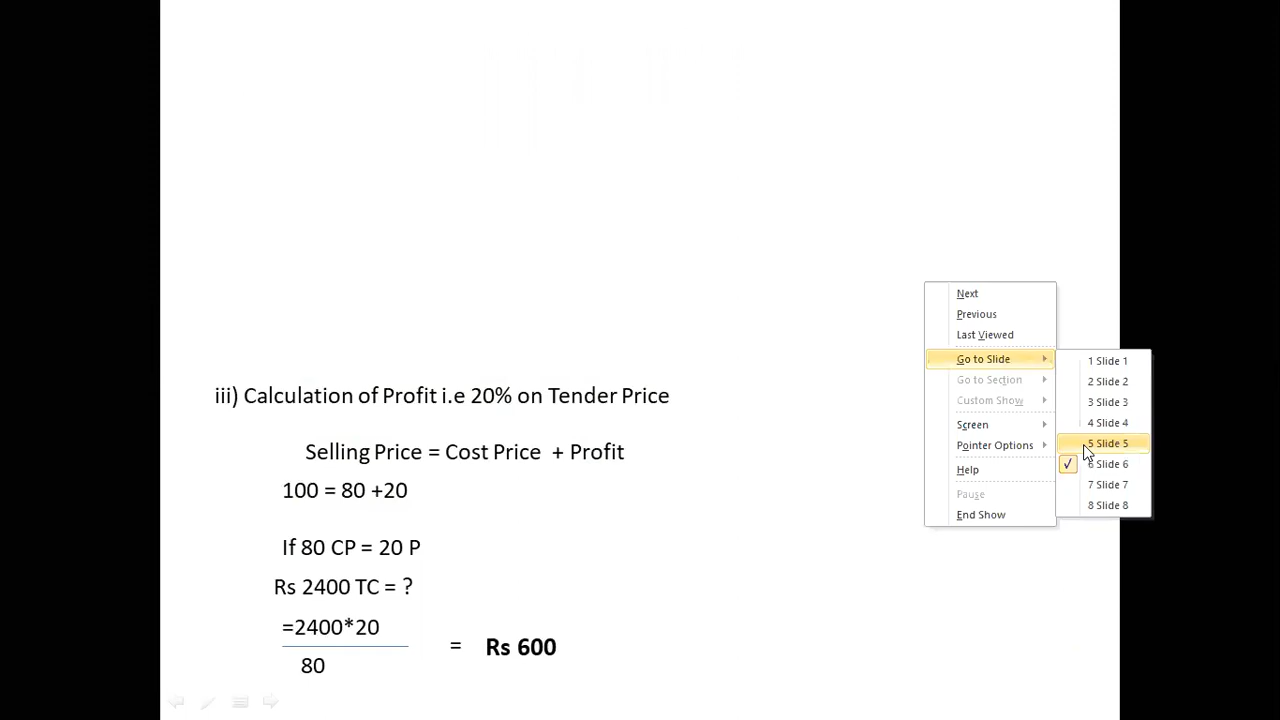 iii) Calculation of Profit i.e 20% on Tender Price
Selling Price = Cost Price + Profit
100 = 80 +20
If 80 CP = 20 P
Rs 2400 TC = ?
=2400*20
80
= Rs 600
Next
Previous
Last Viewed
Go to Slide
Go to Section
Custom Show
Screen
Pointer Options
Help
Pause
End Show
1 Slide 1
2 Slide 2
3 Slide 3
4 Slide 4
5 Slide 5
6 Slide 6
7 Slide 7
8 Slide 8